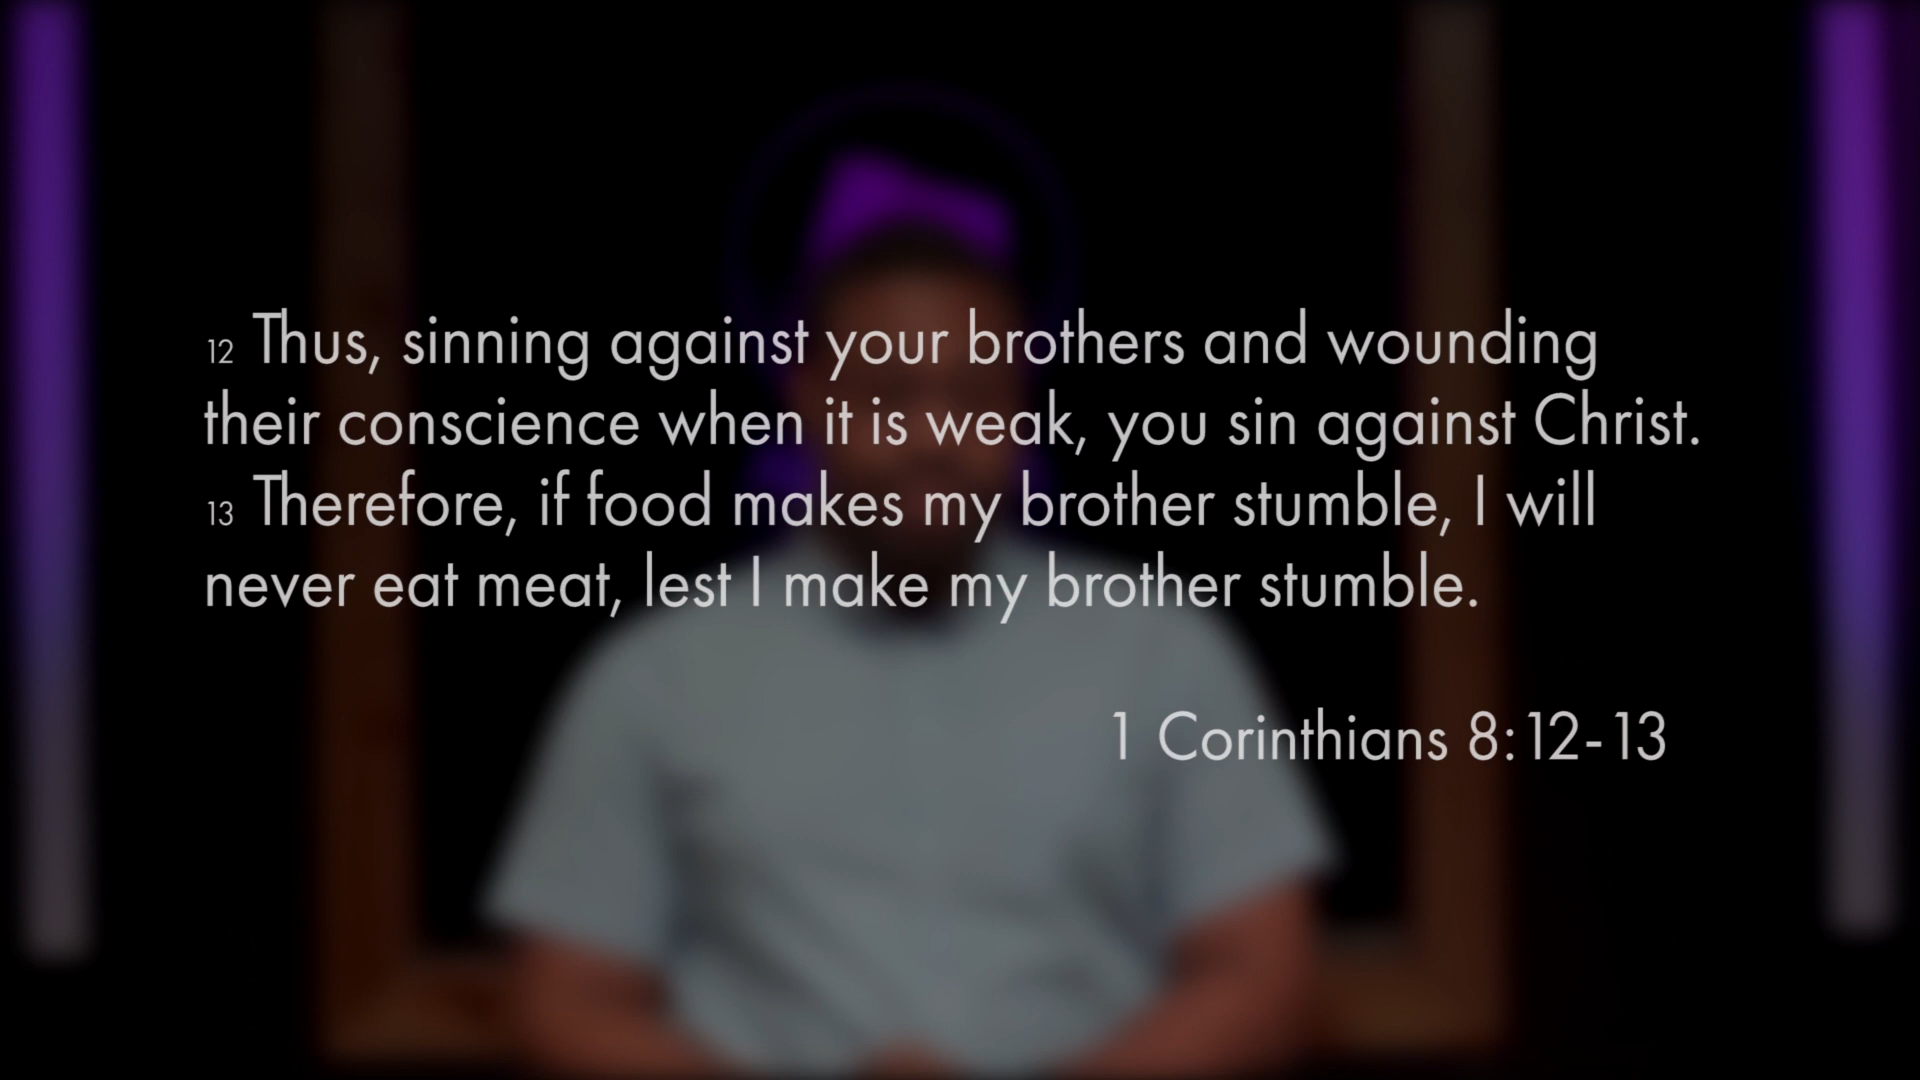 12 Thus, sinning against your brothers and wounding
their conscience when it is weak, you sin against Christ.
13 Therefore, if food makes my brother stumble, I will
never eat meat, lest I make my brother stumble.
1 Corinthians 8:12-13